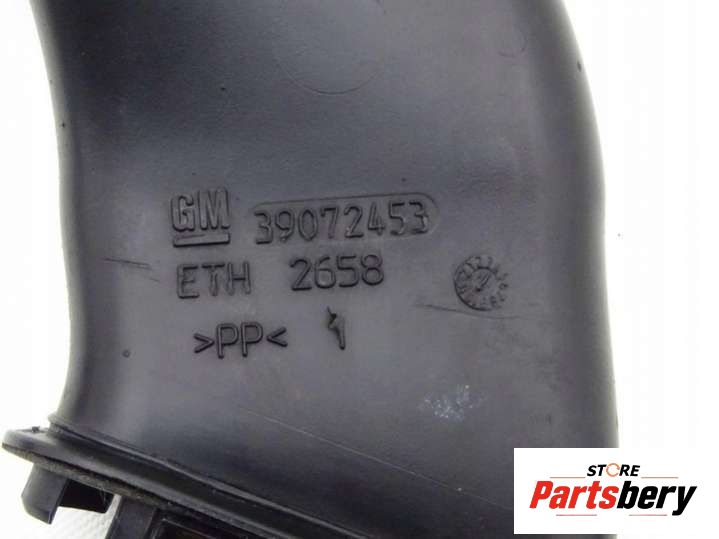 GM 39072453
ETH 2658
>PP< 1
STORE
Partsbery